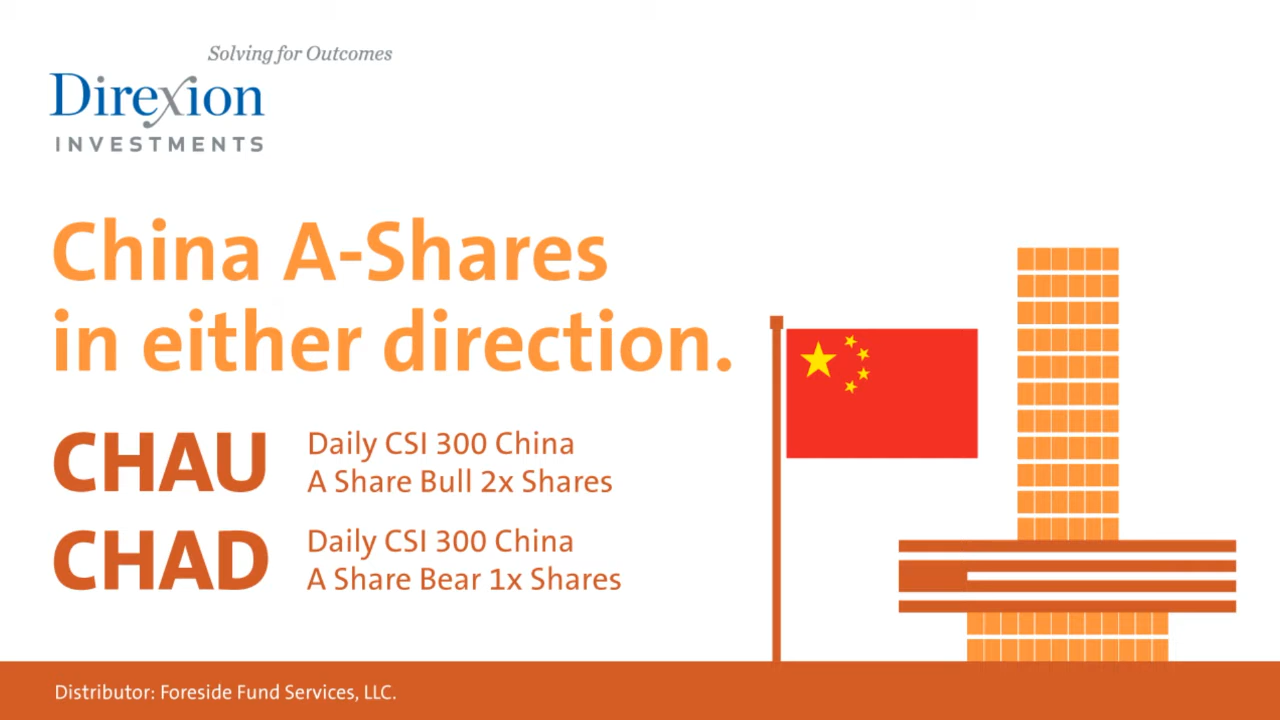 Solving for Outcomes
Direxion
INVESTMENTS
China A-Shares
in either direction.
CHAU
Daily CSI 300 China
A Share Bull 2x Shares
CHAD
Daily CSI 300 China
A Share Bear 1x Shares
Distributor: Foreside Fund Services, LLC.